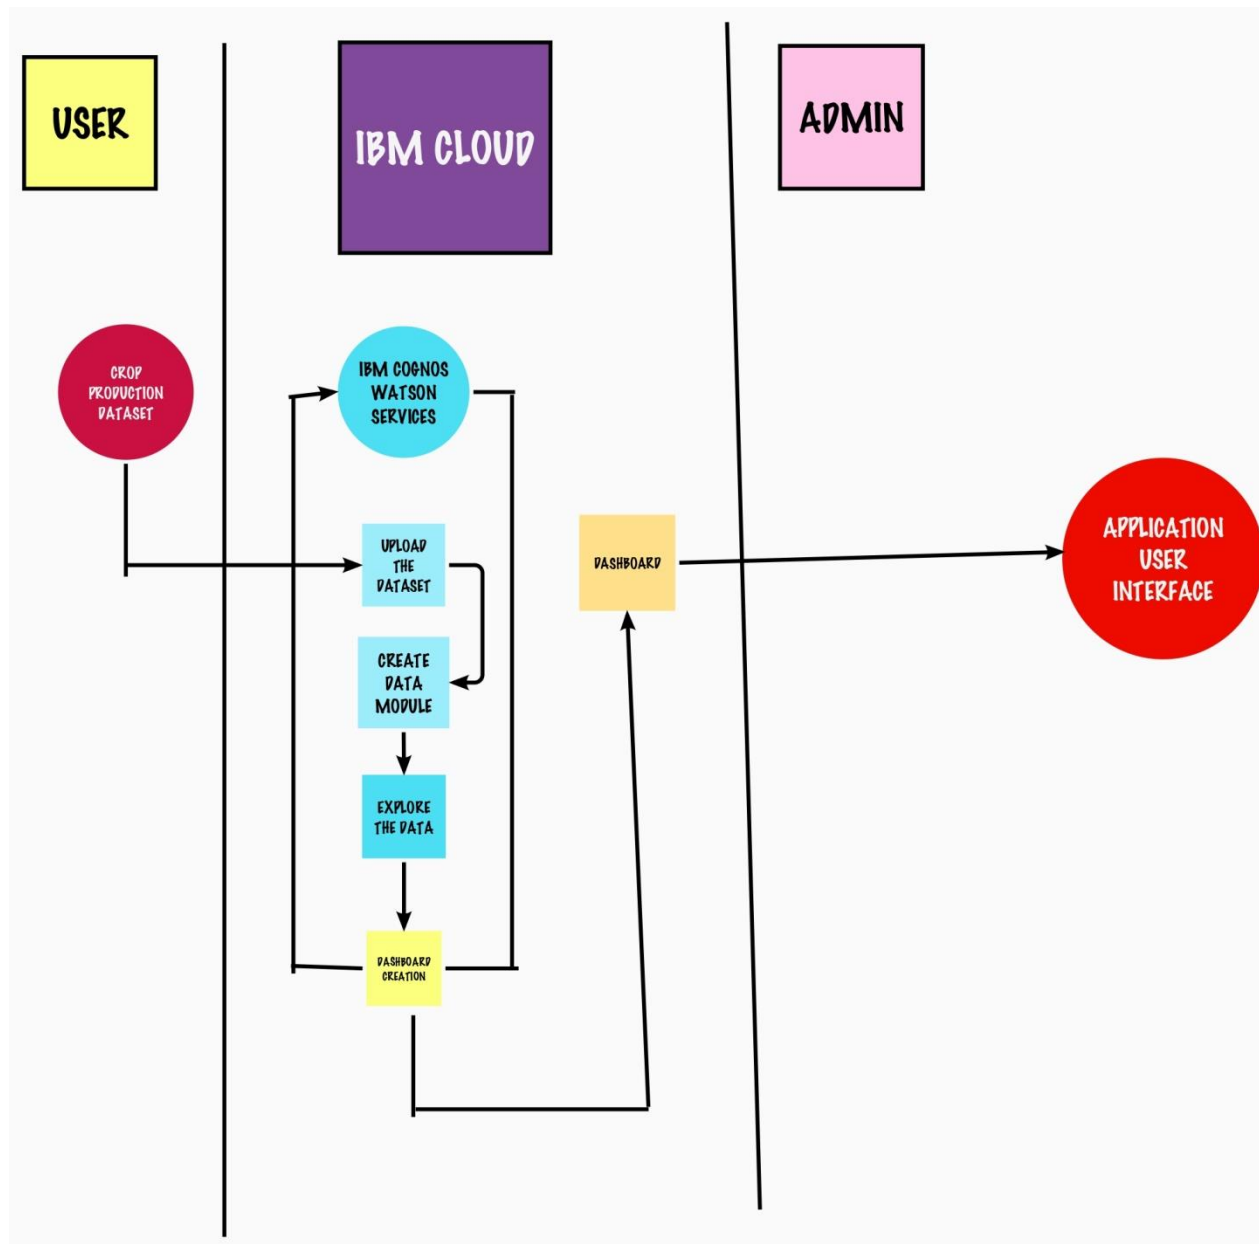 USER
IBM CLOUD
ADMIN
CROP
PRODUCTION
DATASET
IBM COGNOS
WATSON
SERVICES
UPLOAD
THE
DATASET
CREATE
DATA
MODULE
EXPLORE
THE DATA
DASHBOARD
CREATION
DASHBOARD
APPLICATION
USER
INTERFACE